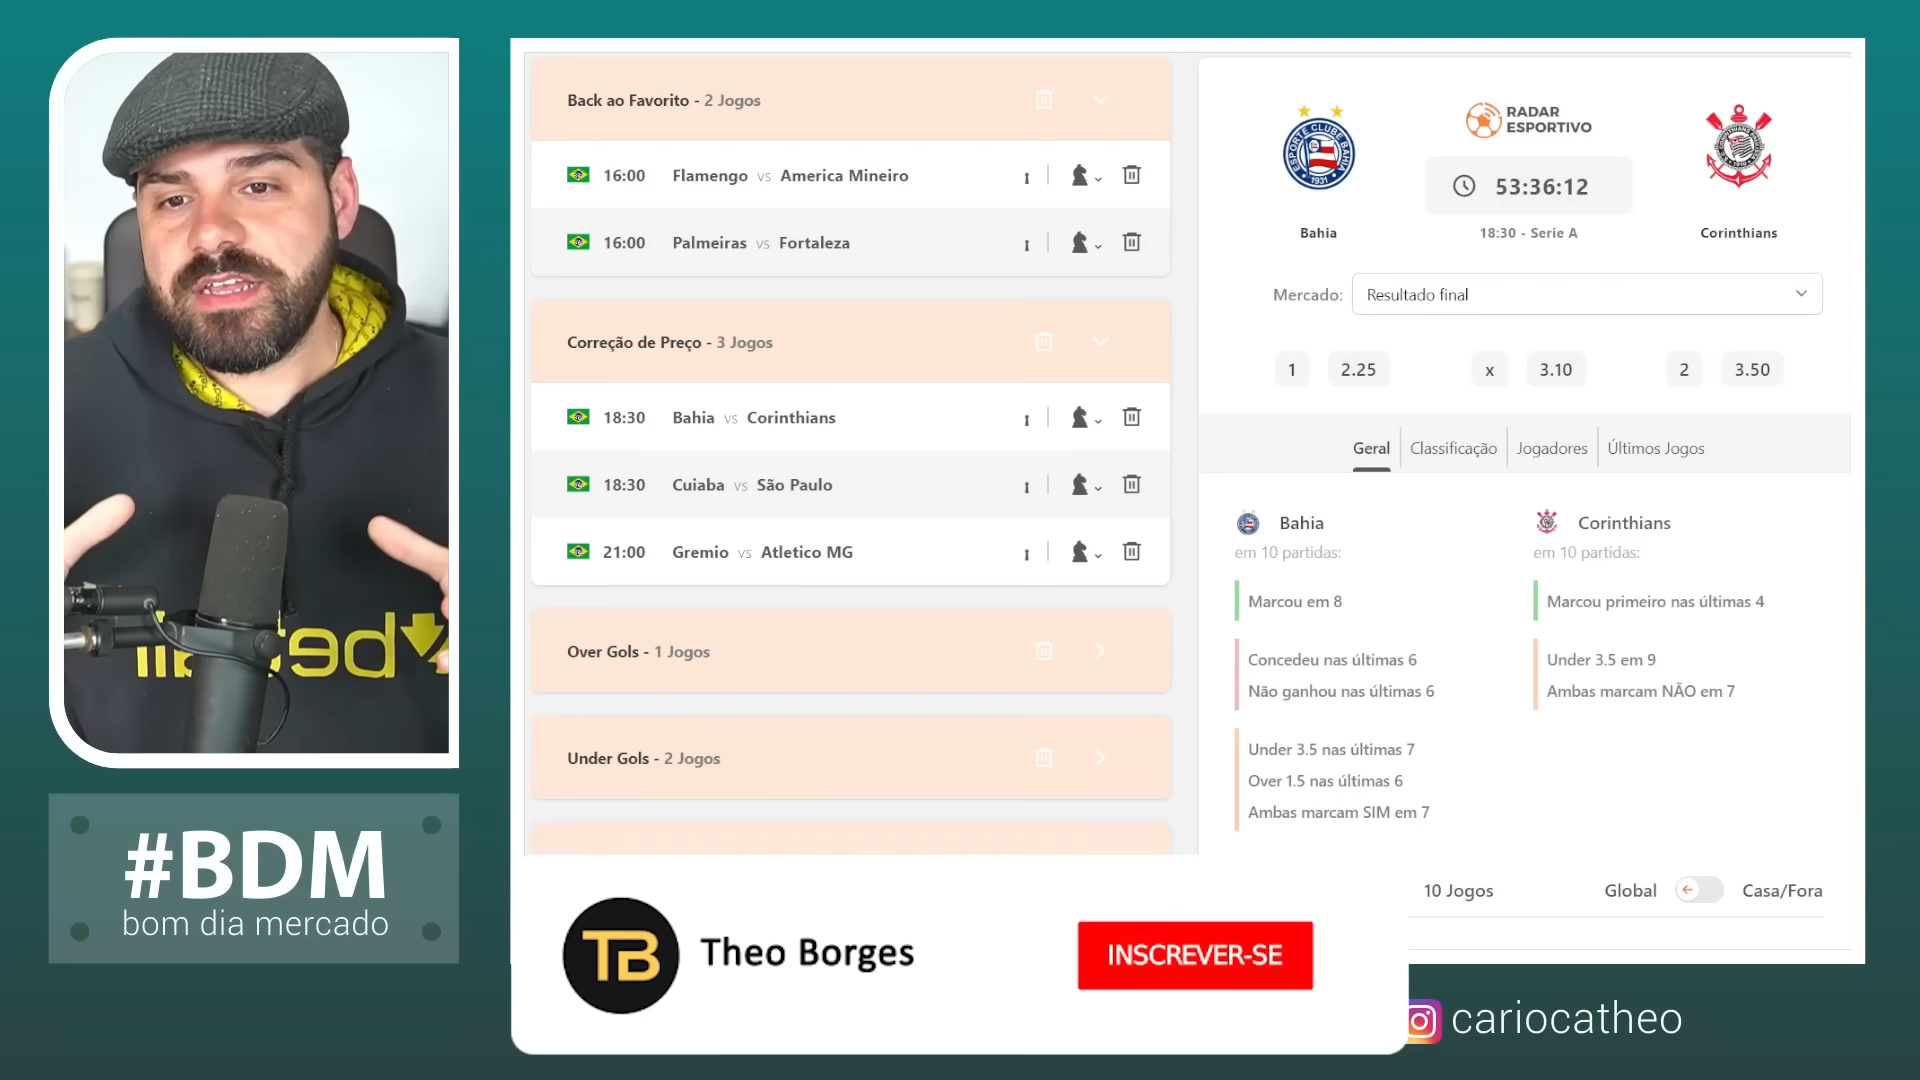 #BDM
bom dia mercado
Back ao Favorito - 2 Jogos
16:00 Flamengo vs America Mineiro
16:00 Palmeiras vs Fortaleza
Correção de Preço - 3 Jogos
18:30 Bahia vs Corinthians
18:30 Cuiaba vs São Paulo
21:00 Gremio vs Atletico MG
Over Gols - 1 Jogos
Under Gols - 2 Jogos
ESPORTE CLUBE BAHIA
1931
RADAR
ESPORTIVO
53:36:12
Bahia
18:30 - Serie A
Corinthians
Mercado: Resultado final
1 2.25 x 3.10 2 3.50
Geral Classificação Jogadores Últimos Jogos
Bahia
em 10 partidas:
Marcou em 8
Concedeu nas últimas 6
Não ganhou nas últimas 6
Under 3.5 nas últimas 7
Over 1.5 nas últimas 6
Ambas marcam SIM em 7
Corinthians
em 10 partidas:
Marcou primeiro nas últimas 4
Under 3.5 em 9
Ambas marcam NÃO em 7
10 Jogos Global Casa/Fora
TB Theo Borges INSCREVER-SE
cariocatheo